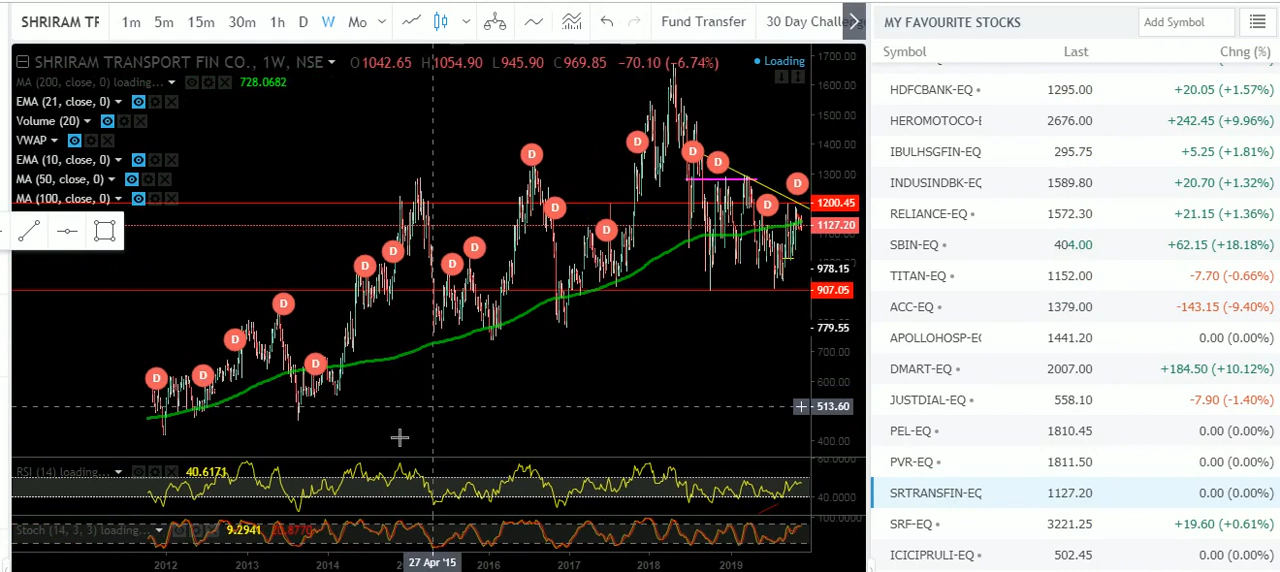 SHRIRAM TF 1m 5m 15m 30m 1h D W Mo Fund Transfer 30 Day Challen
MY FAVOURITE STOCKS Add Symbol
Symbol Last Chng (%)
SHRIRAM TRANSPORT FIN CO., 1W, NSE O1042.65 H1054.90 L945.90 C969.85 -70.10 (-6.74%) Loading
MA (200, close, 0) loading... 728.0682
EMA (21, close, 0)
Volume (20)
VWAP
EMA (10, close, 0)
MA (50, close, 0)
MA (100, close, 0)
1700.00
1600.00
1500.00
1400.00
1300.00
1200.45
1127.20
978.15
907.05
779.55
700.00
600.00
513.60
400.00
D D D D D D D D D D D D D D D D D D
RSI (14) loading... 40.6171
60.0000
40.0000
Stoch (14, 3, 3) loading... 9.2941
100.0000
2012 2013 2014 27 Apr '15 2016 2017 2018 2019
HDFCBANK-EQ 1295.00 +20.05 (+1.57%)
HEROMOTOCO-E 2676.00 +242.45 (+9.96%)
IBULHSGFIN-EQ 295.75 +5.25 (+1.81%)
INDUSINDBK-EQ 1589.80 +20.70 (+1.32%)
RELIANCE-EQ 1572.30 +21.15 (+1.36%)
SBIN-EQ 404.00 +62.15 (+18.18%)
TITAN-EQ 1152.00 -7.70 (-0.66%)
ACC-EQ 1379.00 -143.15 (-9.40%)
APOLLOHOSP-E 1441.20 0.00 (0.00%)
DMART-EQ 2007.00 +184.50 (+10.12%)
JUSTDIAL-EQ 558.10 -7.90 (-1.40%)
PEL-EQ 1810.45 0.00 (0.00%)
PVR-EQ 1811.50 0.00 (0.00%)
SRTRANSFIN-EQ 1127.20 0.00 (0.00%)
SRF-EQ 3221.25 +19.60 (+0.61%)
ICICIPRULI-EQ 502.45 0.00 (0.00%)